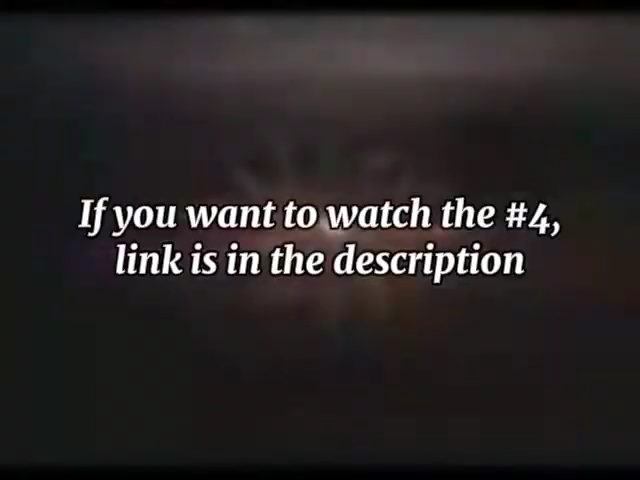 If you want to watch the #4,
link is in the description